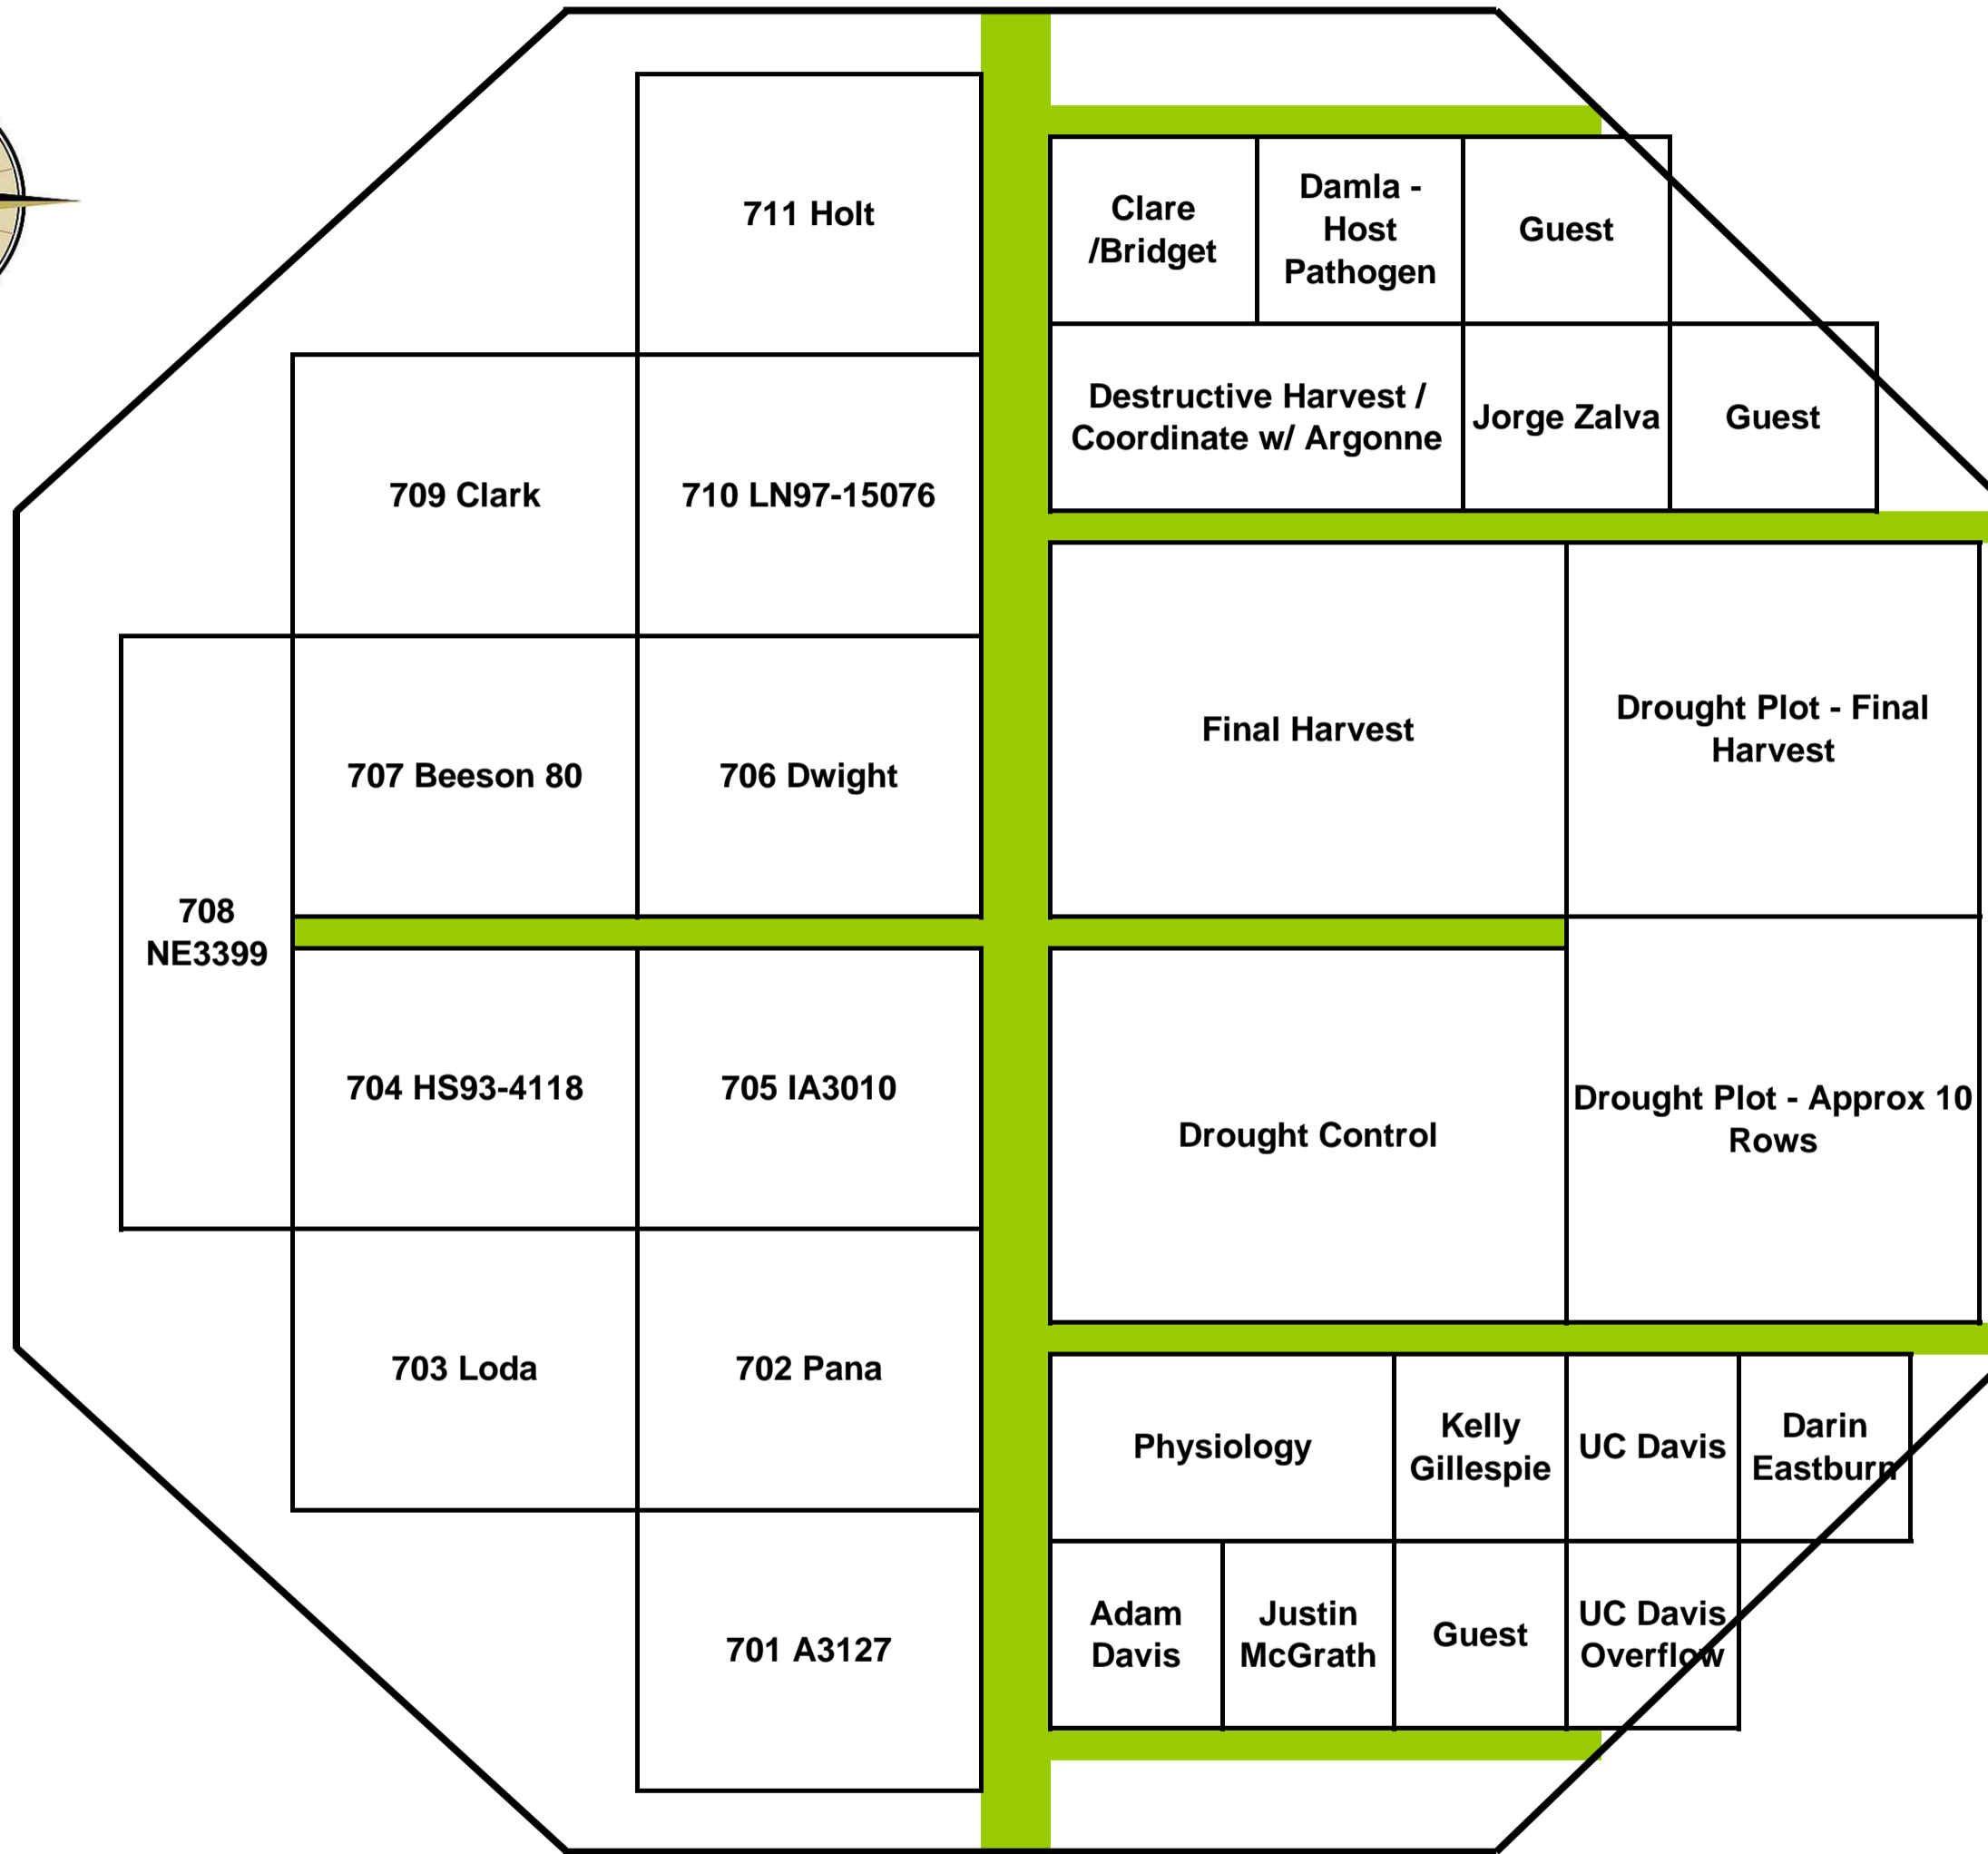 711 Holt
Clare
/Bridget
Damla -
Host
Pathogen
Guest
709 Clark
710 LN97-15076
Destructive Harvest /
Coordinate w/ Argonne
Jorge Zalva
Guest
707 Beeson 80
706 Dwight
Final Harvest
Drought Plot - Final
Harvest
708
NE3399
704 HS93-4118
705 IA3010
Drought Control
Drought Plot - Approx 10
Rows
703 Loda
702 Pana
Physiology
Kelly
Gillespie
UC Davis
Darin
Eastburn
701 A3127
Adam
Davis
Justin
McGrath
Guest
UC Davis
Overflow